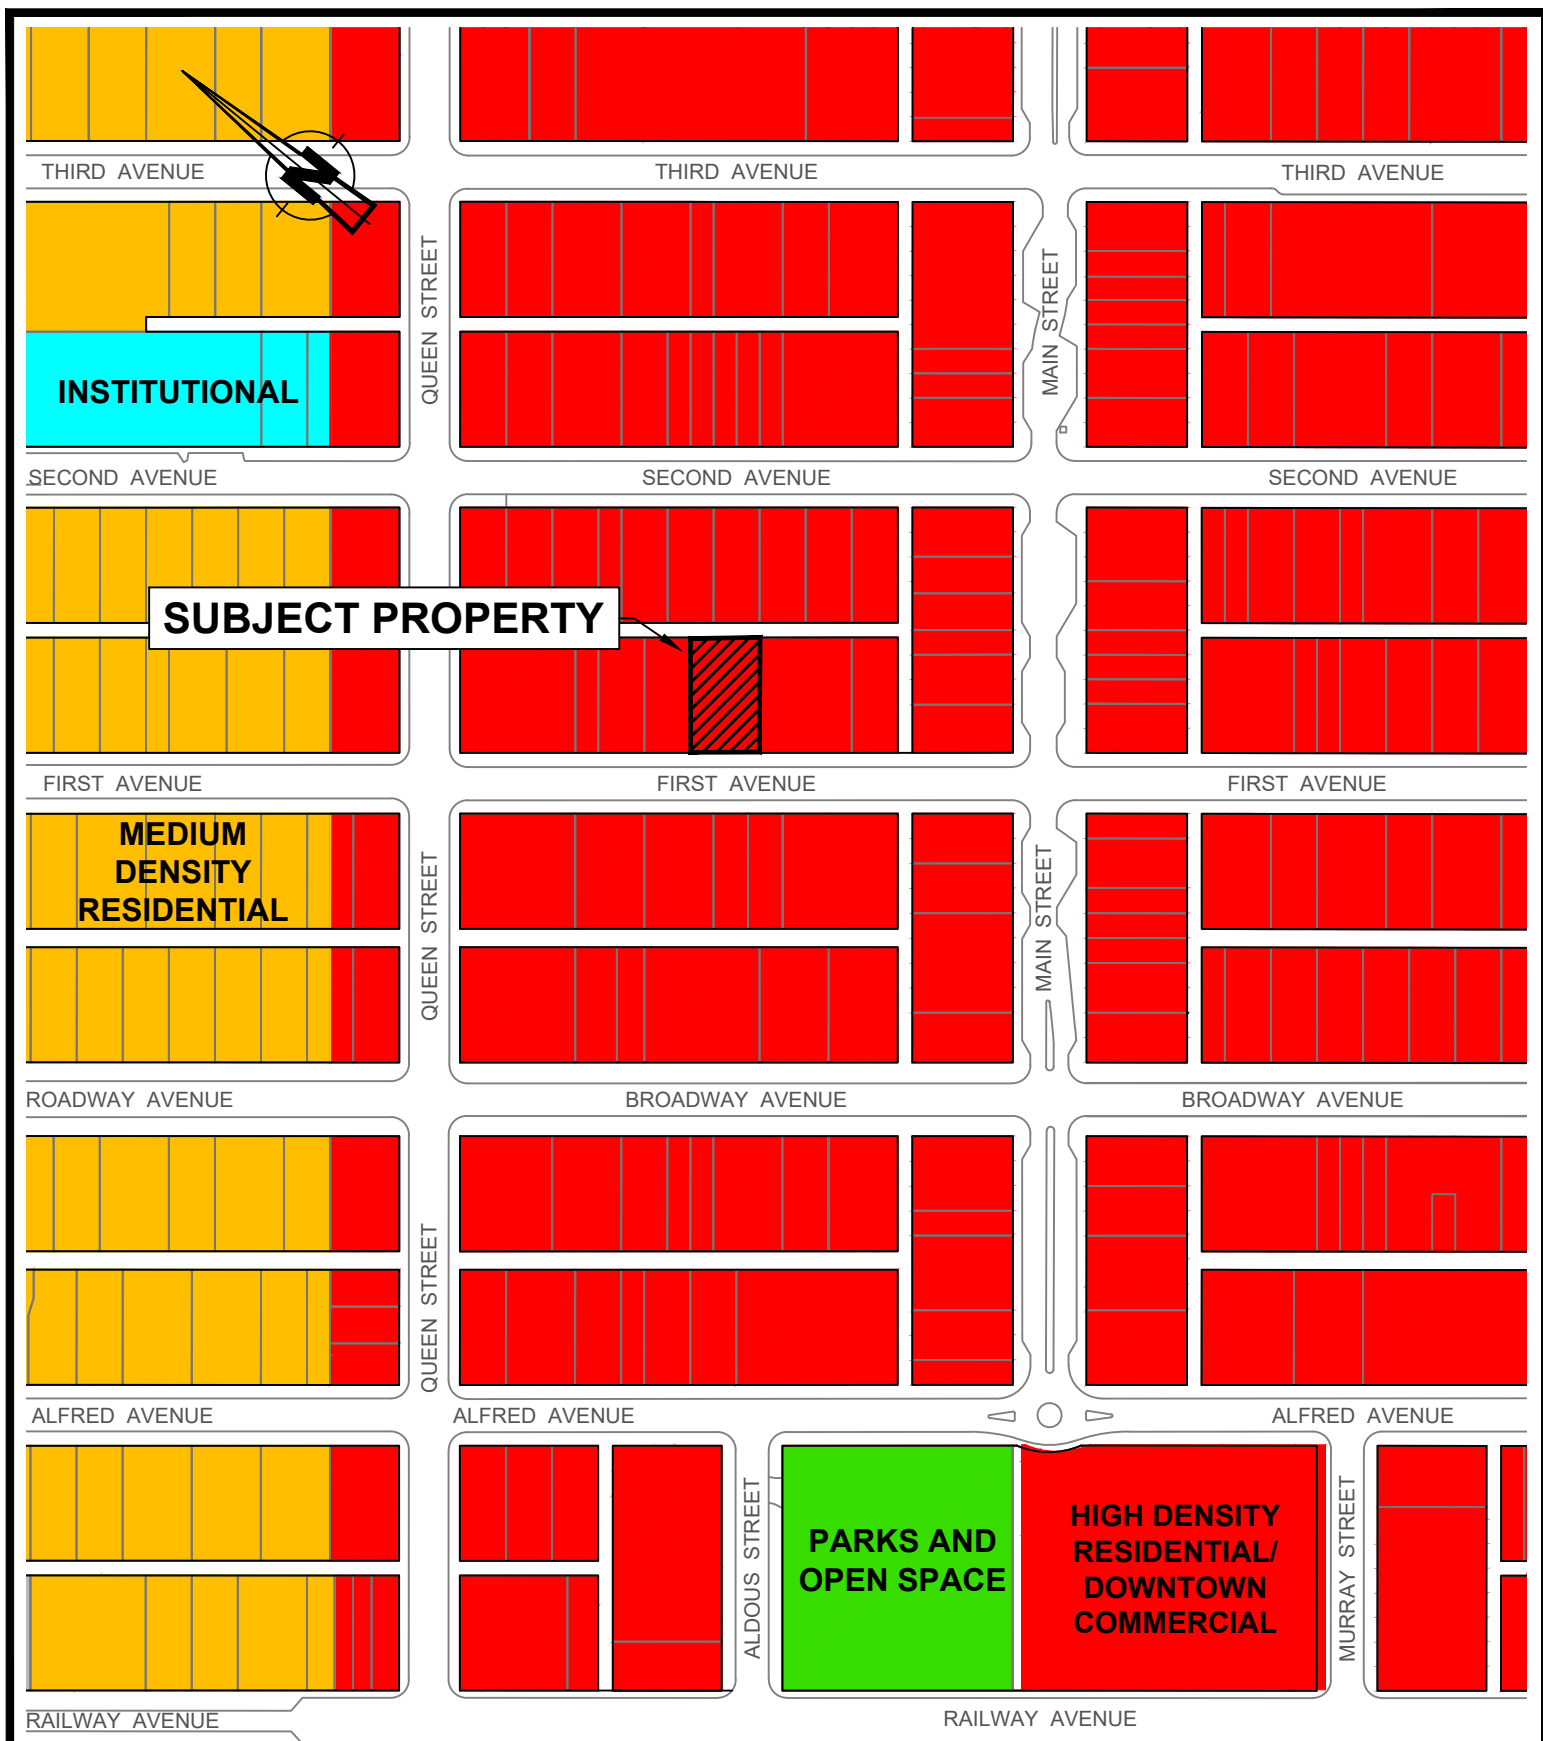 THIRD AVENUE
THIRD AVENUE
THIRD AVENUE
N
QUEEN STREET
MAIN STREET
INSTITUTIONAL
SECOND AVENUE
SECOND AVENUE
SECOND AVENUE
SUBJECT PROPERTY
FIRST AVENUE
FIRST AVENUE
FIRST AVENUE
MEDIUM
DENSITY
RESIDENTIAL
QUEEN STREET
MAIN STREET
ROADWAY AVENUE
BROADWAY AVENUE
BROADWAY AVENUE
QUEEN STREET
ALFRED AVENUE
ALFRED AVENUE
ALFRED AVENUE
ALDOUS STREET
PARKS AND
OPEN SPACE
HIGH DENSITY
RESIDENTIAL/
DOWNTOWN
COMMERCIAL
MURRAY STREET
RAILWAY AVENUE
RAILWAY AVENUE